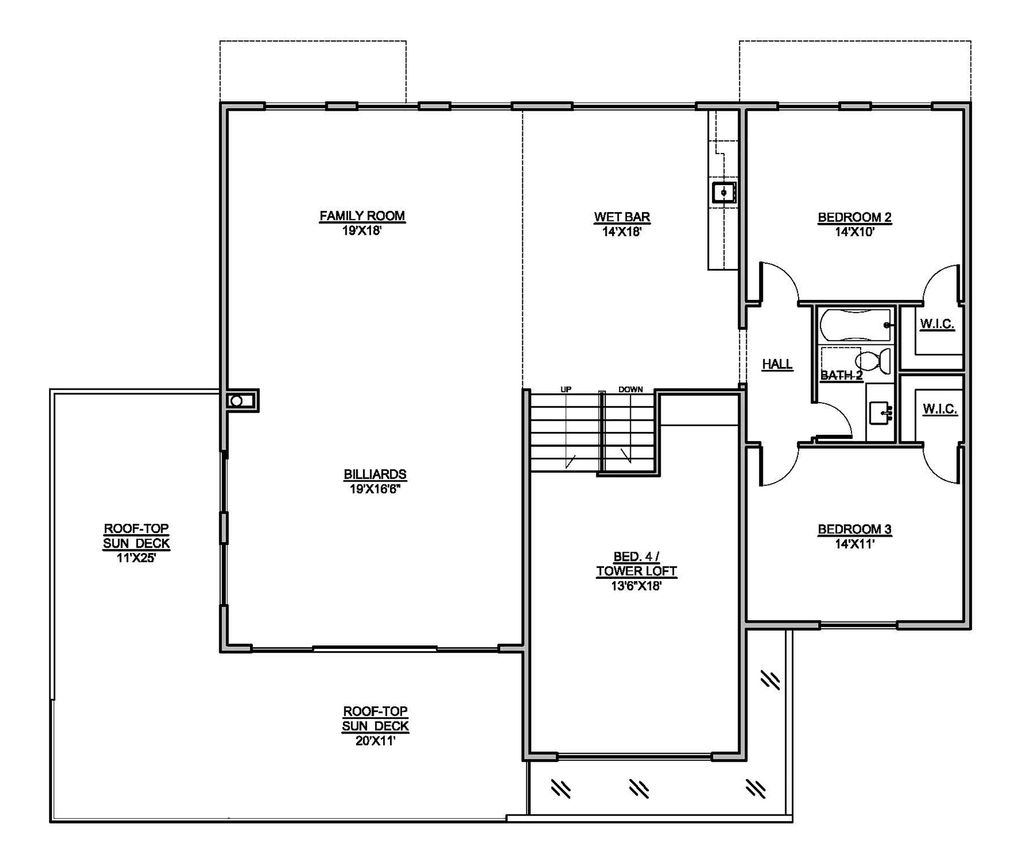 FAMILY ROOM
19'X18'
WET BAR
14'X18'
BEDROOM 2
14'X10'
W.I.C.
HALL
BATH 2
UP
DOWN
W.I.C.
BILLIARDS
19'X16'6"
ROOF-TOP
SUN DECK
11'X25'
BED. 4 /
TOWER LOFT
13'6"X18'
BEDROOM 3
14'X11'
ROOF-TOP
SUN DECK
20'X11'